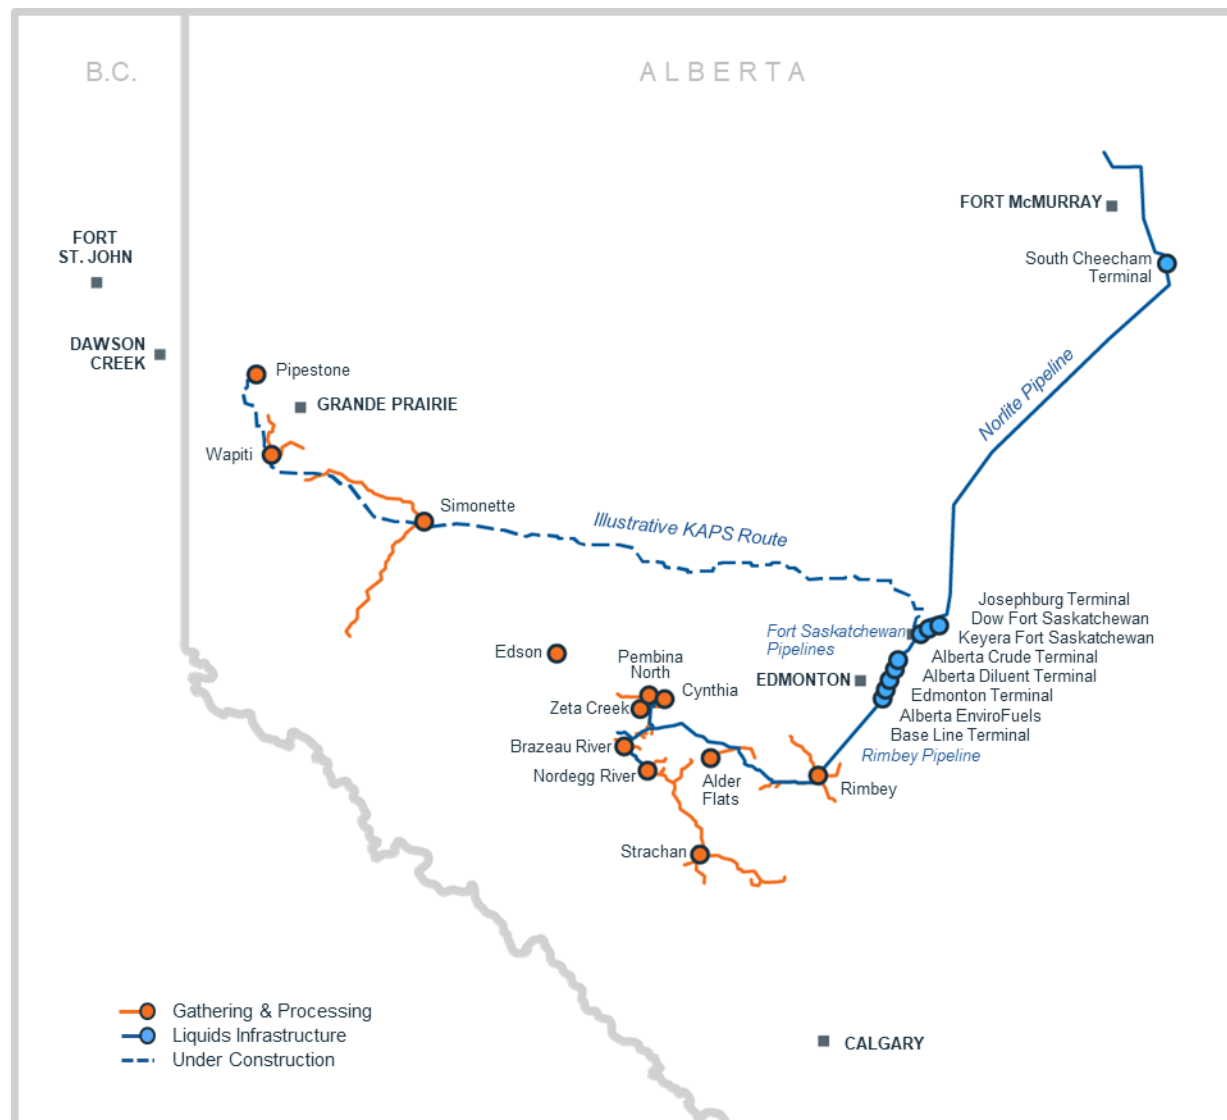 B.C.
ALBERTA
FORT McMURRAY
FORT
ST. JOHN
South Cheecham
Terminal
DAWSON
CREEK
Pipestone
GRANDE PRAIRIE
Norlite Pipeline
Wapiti
Simonette
Illustrative KAPS Route
Josephburg Terminal
Dow Fort Saskatchewan
Keyera Fort Saskatchewan
Fort Saskatchewan
Pipelines
Alberta Crude Terminal
Alberta Diluent Terminal
Edmonton Terminal
Alberta EnviroFuels
Base Line Terminal
EDMONTON
Rimbey Pipeline
Edson
Pembina
North
Cynthia
Zeta Creek
Brazeau River
Nordegg River
Alder
Flats
Rimbey
Strachan
Gathering & Processing
Liquids Infrastructure
Under Construction
CALGARY